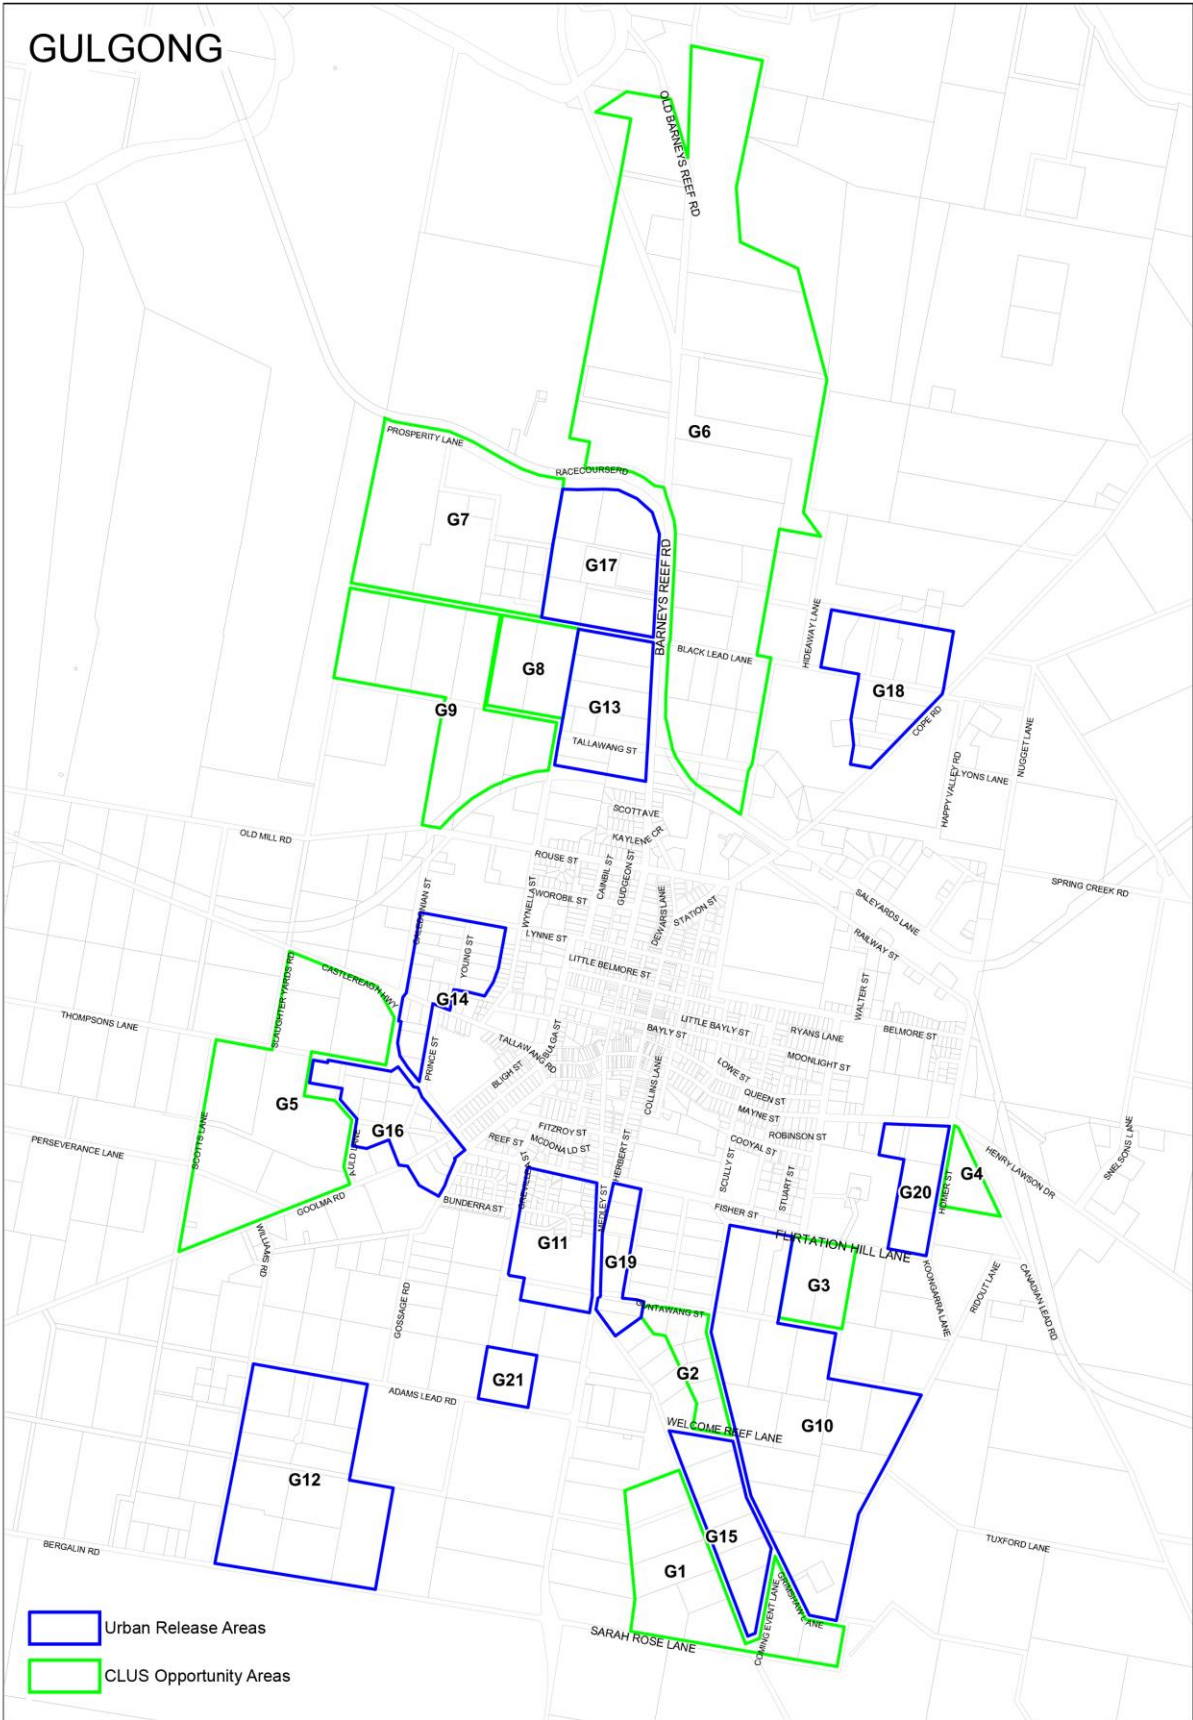 GULGONG
OLD BARNEYS REEF RD
G6
PROSPERITY LANE
RACECOURSERD
G7
G17
BARNEYS REEF RD
HIDEAWAY LANE
BLACK LEAD LANE
G8
G18
G13
G9
COPE RD
TALLAWANG ST
NUGGET LANE
HAPPY VALLEY RD
LYONS LANE
SCOTT AVE
OLD MILL RD
KAYLENE CR
ROUSE ST
CAINBIL ST
GUDGEON ST
SPRING CREEK RD
WYNELLA ST
WOROBIL ST
CALEDONIAN ST
DEWARS LANE
STATION ST
SALEYARDS LANE
LYNNE ST
YOUNG ST
RAILWAY ST
LITTLE BELMORE ST
SLAUGHTER YARDS RD
CASTLEREAGH HWY
G14
WALTER ST
THOMPSONS LANE
LITTLE BAYLY ST
BAYLY ST
RYANS LANE
BELMORE ST
BULGA ST
TALLAWANG RD
PRINCE ST
MOONLIGHT ST
BLIGH ST
LOWE ST
COLLINS LANE
QUEEN ST
G5
MAYNE ST
G16
FITZROY ST
ROBINSON ST
SCOTTS LANE
PERSEVERANCE LANE
REEF ST
MCDONALD ST
HERBERT ST
COOYAL ST
AULD LANE
HENRY LAWSON DR
SNELSONS LANE
SCULLY ST
G4
STUART ST
G20
HOMER ST
GREVILLE ST
GOOLMA RD
BUNDERRA ST
MEDLEY ST
FISHER ST
WILLIAMS RD
G11
FLIRTATION HILL LANE
G19
G3
KOONGARRA LANE
RIDOUT LANE
CANADIAN LEAD RD
GOSSAGE RD
GUNTAWANG ST
G2
G21
ADAMS LEAD RD
WELCOME REEF LANE
G10
G12
G15
BERGALIN RD
TUXFORD LANE
G1
GRIMSHAW LANE
COMING EVENT LANE
SARAH ROSE LANE
Urban Release Areas
CLUS Opportunity Areas